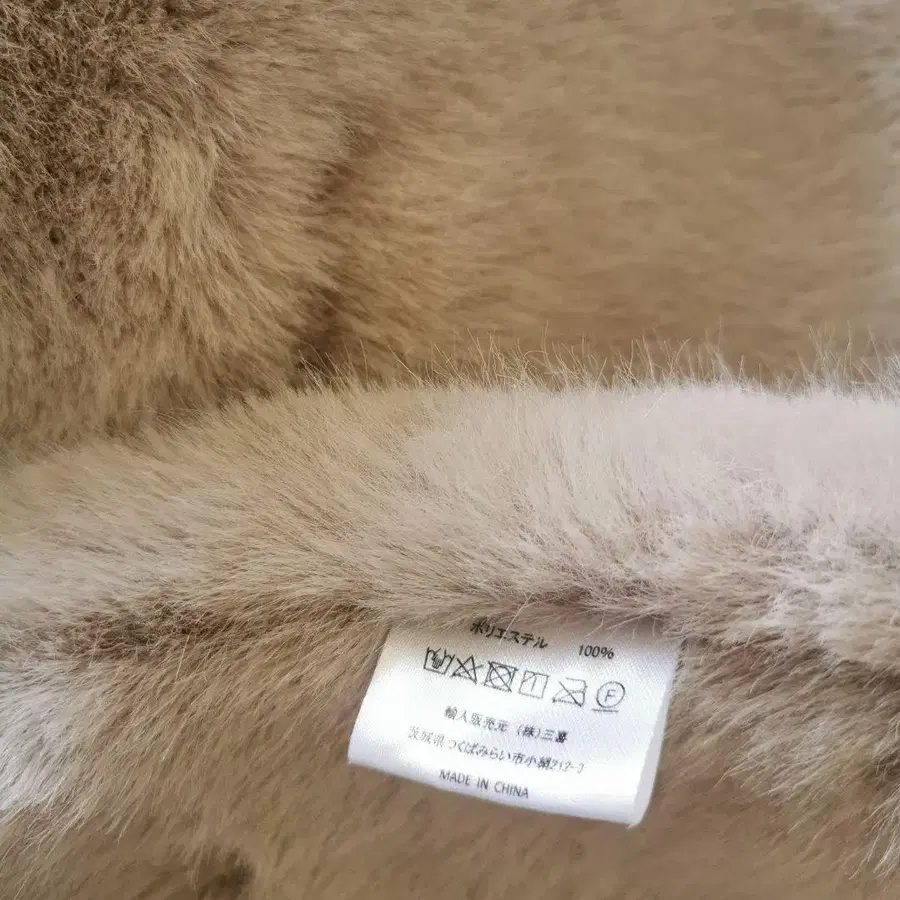 ポリエステル 100%
F
輸入販売元 (株)三喜
茨城県つくばみらい市小絹212-3
MADE IN CHINA